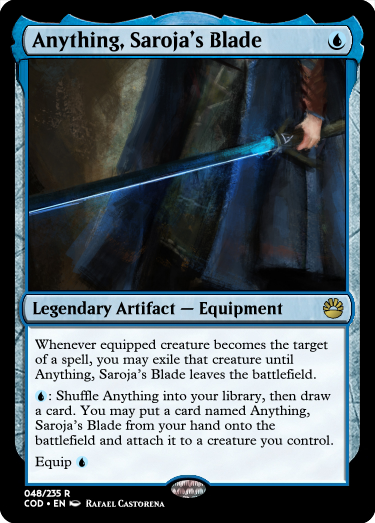 Anything, Saroja's Blade
Legendary Artifact — Equipment
Whenever equipped creature becomes the target
of a spell, you may exile that creature until
Anything, Saroja's Blade leaves the battlefield.
: Shuffle Anything into your library, then draw
a card. You may put a card named Anything,
Saroja's Blade from your hand onto the
battlefield and attach it to a creature you control.
Equip
048/235 R
COD • EN Rafael Castorena